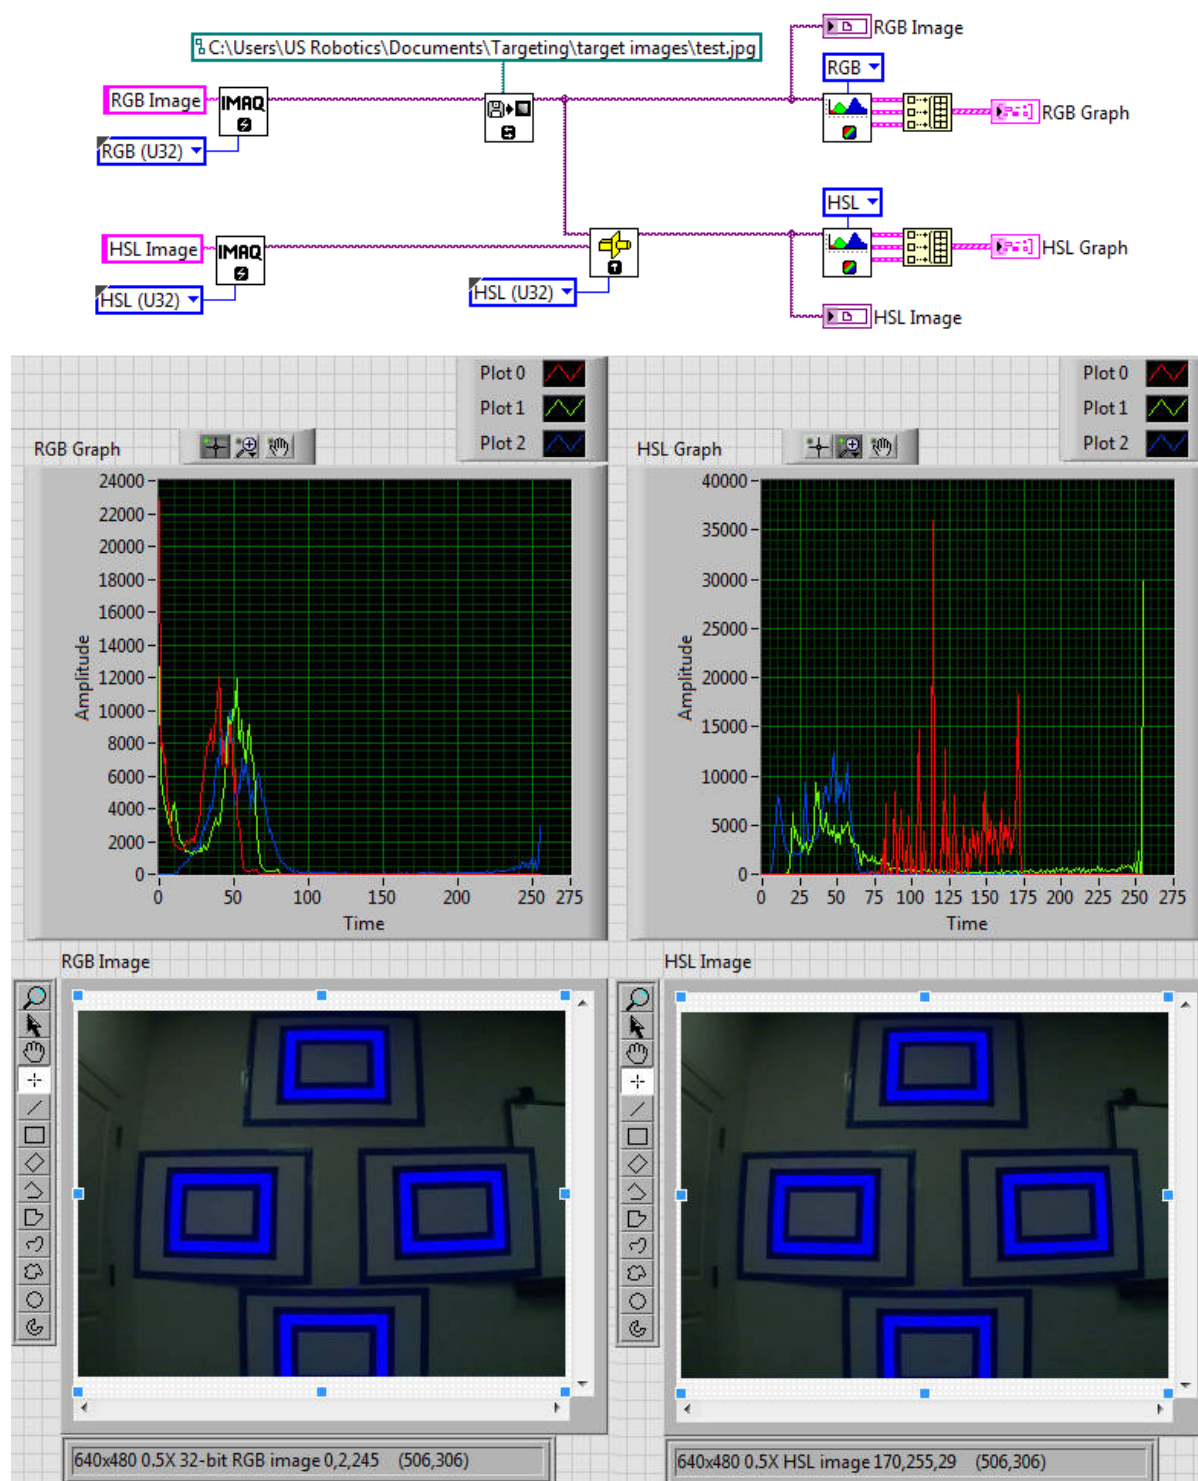 RGB Image
C:\Users\US Robotics\Documents\Targeting\target images\test.jpg
RGB
RGB Image
IMAQ
RGB Graph
RGB (U32)
HSL
HSL Image
IMAQ
HSL Graph
HSL (U32)
HSL (U32)
HSL Image
Plot 0
Plot 1
Plot 2
RGB Graph
24000
22000
20000
18000
16000
14000
12000
10000
8000
6000
4000
2000
0
Amplitude
0 50 100 150 200 250 275
Time
Plot 0
Plot 1
Plot 2
HSL Graph
40000
35000
30000
25000
20000
15000
10000
5000
0
Amplitude
0 25 50 75 100 125 150 175 200 225 250 275
Time
RGB Image
640x480 0.5X 32-bit RGB image 0,2,245 (506,306)
HSL Image
640x480 0.5X HSL image 170,255,29 (506,306)